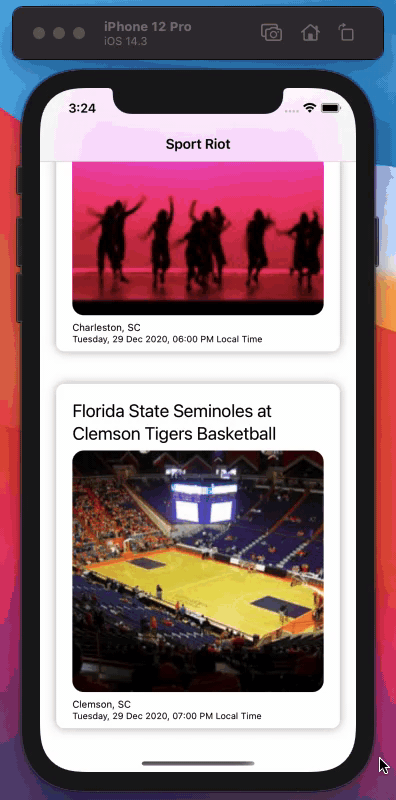 iPhone 12 Pro
iOS 14.3
3:24
Sport Riot
Charleston, SC
Tuesday, 29 Dec 2020, 06:00 PM Local Time
Florida State Seminoles at
Clemson Tigers Basketball
Clemson, SC
Tuesday, 29 Dec 2020, 07:00 PM Local Time